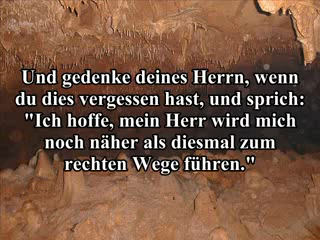 Und gedenke deines Herrn, wenn
du dies vergessen hast, und sprich:
"Ich hoffe, mein Herr wird mich
noch näher als diesmal zum
rechten Wege führen."